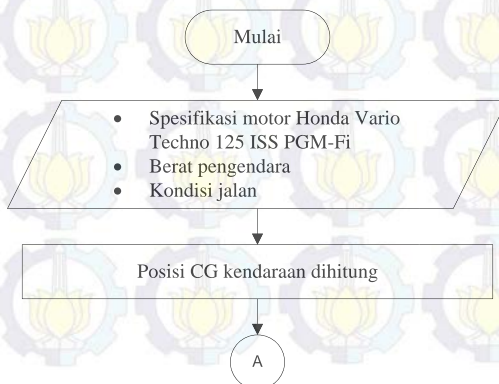 Mulai
• Spesifikasi motor Honda Vario
Techno 125 ISS PGM-Fi
• Berat pengendara
• Kondisi jalan
Posisi CG kendaraan dihitung
A